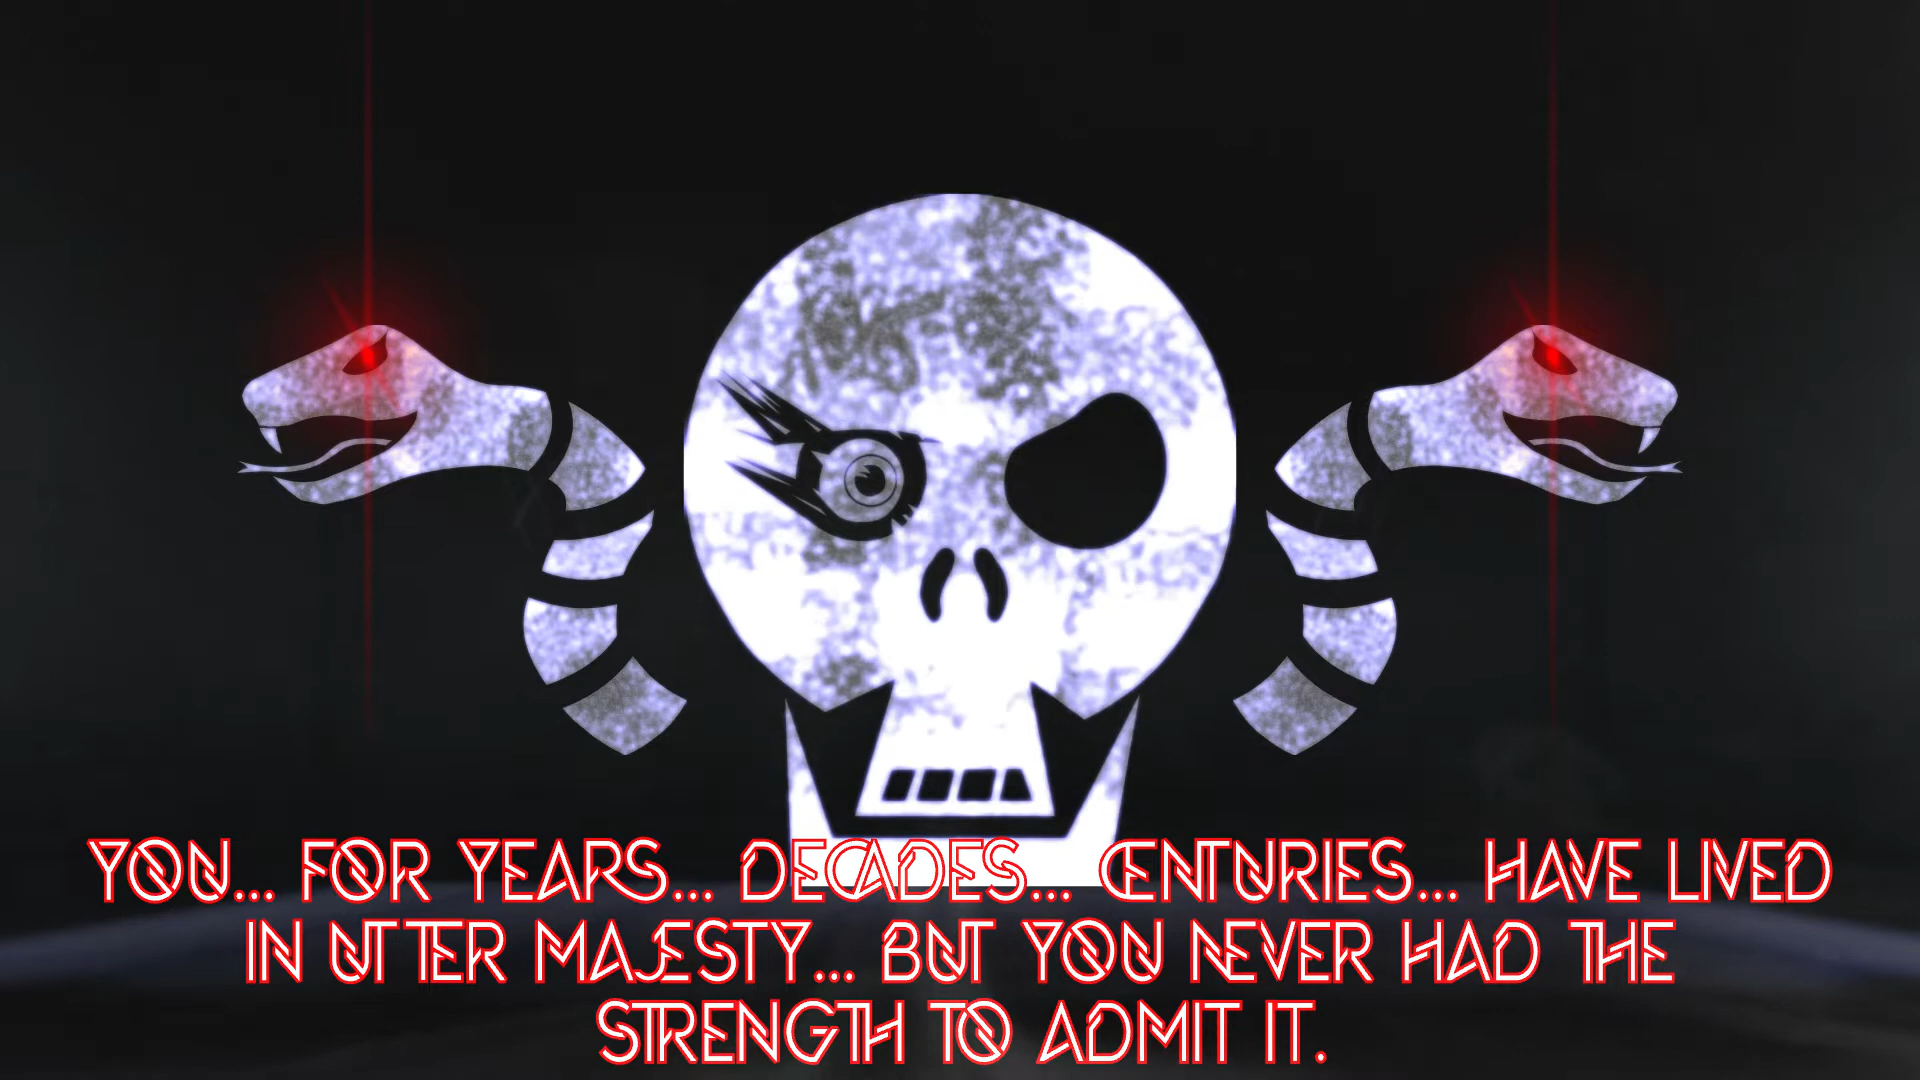 YOU... FOR YEARS... DECADES... CENTURIES... HAVE LIVED
IN UTTER MAJESTY... BUT YOU NEVER HAD THE
STRENGTH TO ADMIT IT.